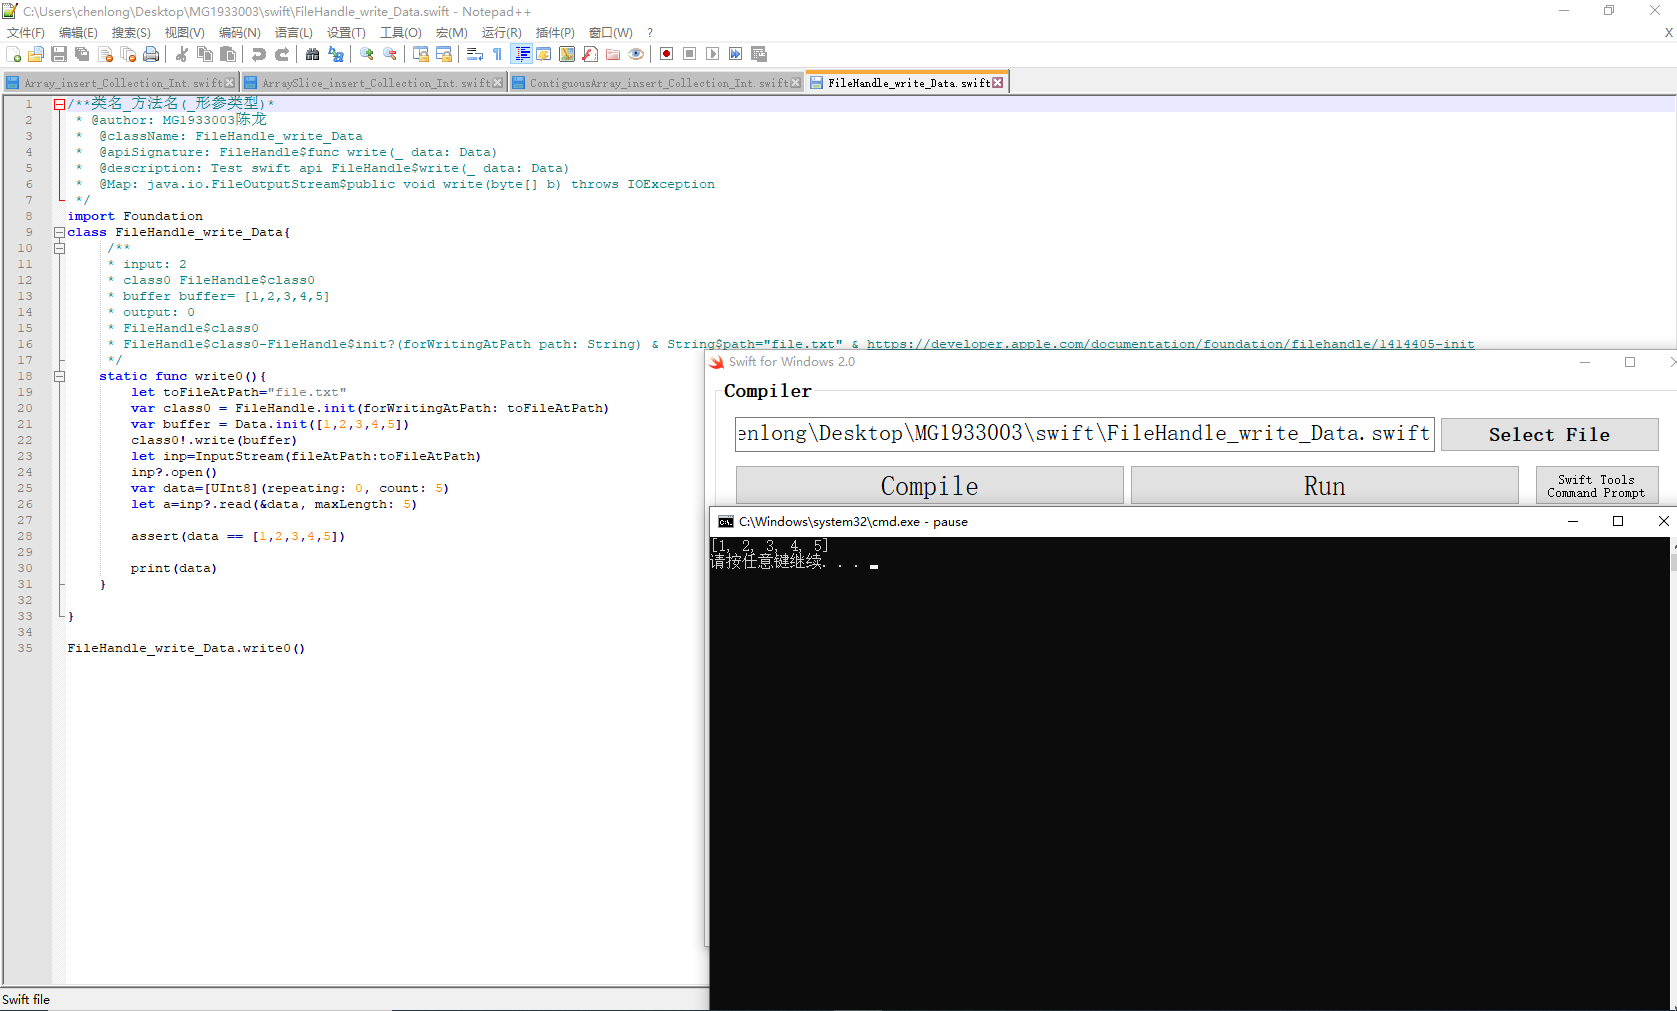 C:\Users\chenlong\Desktop\MG1933003\swift\FileHandle_write_Data.swift - Notepad++
文件(F) 编辑(E) 搜索(S) 视图(V) 编码(N) 语言(L) 设置(T) 工具(O) 宏(M) 运行(R) 插件(P) 窗口(W) ? X
Array_insert_Collection_Int.swift ArraySlice_insert_Collection_Int.swift ContiguousArray_insert_Collection_Int.swift FileHandle_write_Data.swift
1 /**类名_方法名(_形参类型)*
2 * @author: MG1933003陈龙
3 * @className: FileHandle_write_Data
4 * @apiSignature: FileHandle$func write(_ data: Data)
5 * @description: Test swift api FileHandle$write(_ data: Data)
6 * @Map: java.io.FileOutputStream$public void write(byte[] b) throws IOException
7 */
8 import Foundation
9 class FileHandle_write_Data{
10 /**
11 * input: 2
12 * class0 FileHandle$class0
13 * buffer buffer= [1,2,3,4,5]
14 * output: 0
15 * FileHandle$class0
16 * FileHandle$class0-FileHandle$init?(forWritingAtPath path: String) & String$path="file.txt" & https://developer.apple.com/documentation/foundation/filehandle/1414405-init
17 */
18 static func write0(){
19 let toFileAtPath="file.txt"
20 var class0 = FileHandle.init(forWritingAtPath: toFileAtPath)
21 var buffer = Data.init([1,2,3,4,5])
22 class0!.write(buffer)
23 let inp=InputStream(fileAtPath:toFileAtPath)
24 inp?.open()
25 var data=[UInt8](repeating: 0, count: 5)
26 let a=inp?.read(&data, maxLength: 5)
27
28 assert(data == [1,2,3,4,5])
29
30 print(data)
31 }
32
33 }
34
35 FileHandle_write_Data.write0()
Swift for Windows 2.0
Compiler
enlong\Desktop\MG1933003\swift\FileHandle_write_Data.swift Select File
Compile Run Swift Tools
Command Prompt
C:\Windows\system32\cmd.exe - pause
[1, 2, 3, 4, 5]
请按任意键继续. . .
Swift file